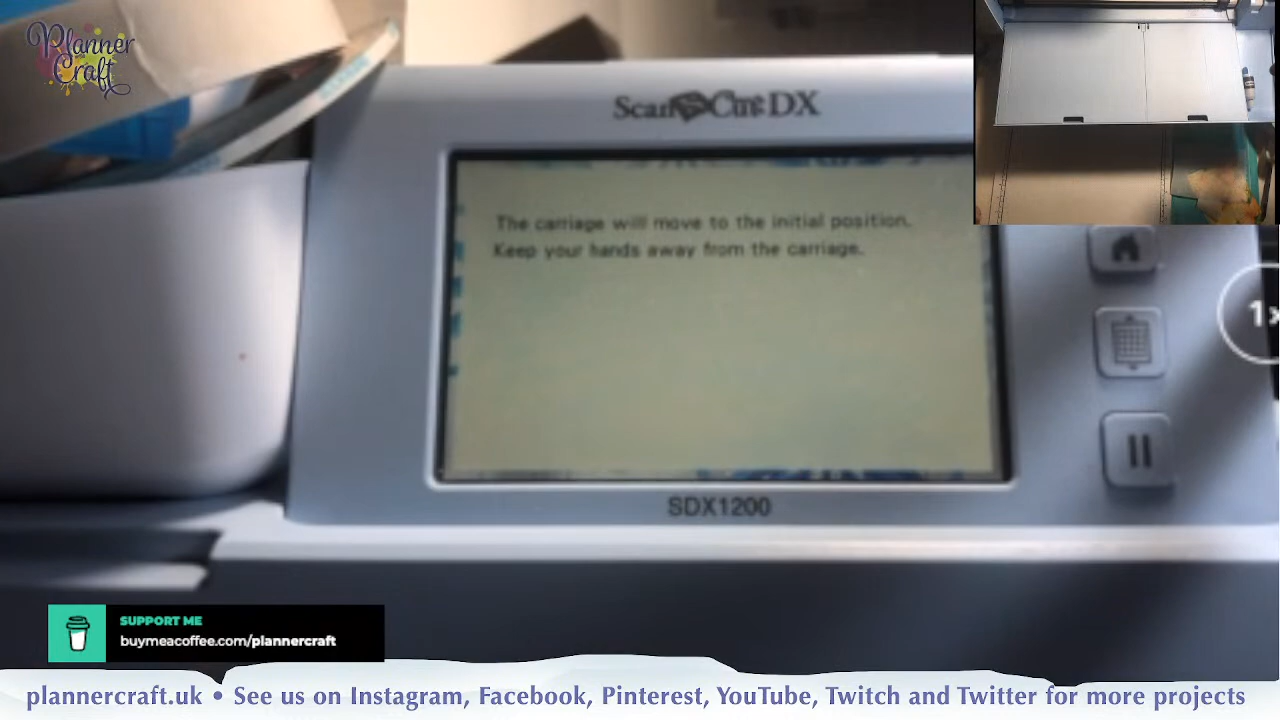 Planner
Craft
ScanNCut DX
The carriage will move to the initial position.
Keep your hands away from the carriage.
1×
SDX1200
SUPPORT ME
buymeacoffee.com/plannercraft
plannercraft.uk • See us on Instagram, Facebook, Pinterest, YouTube, Twitch and Twitter for more projects